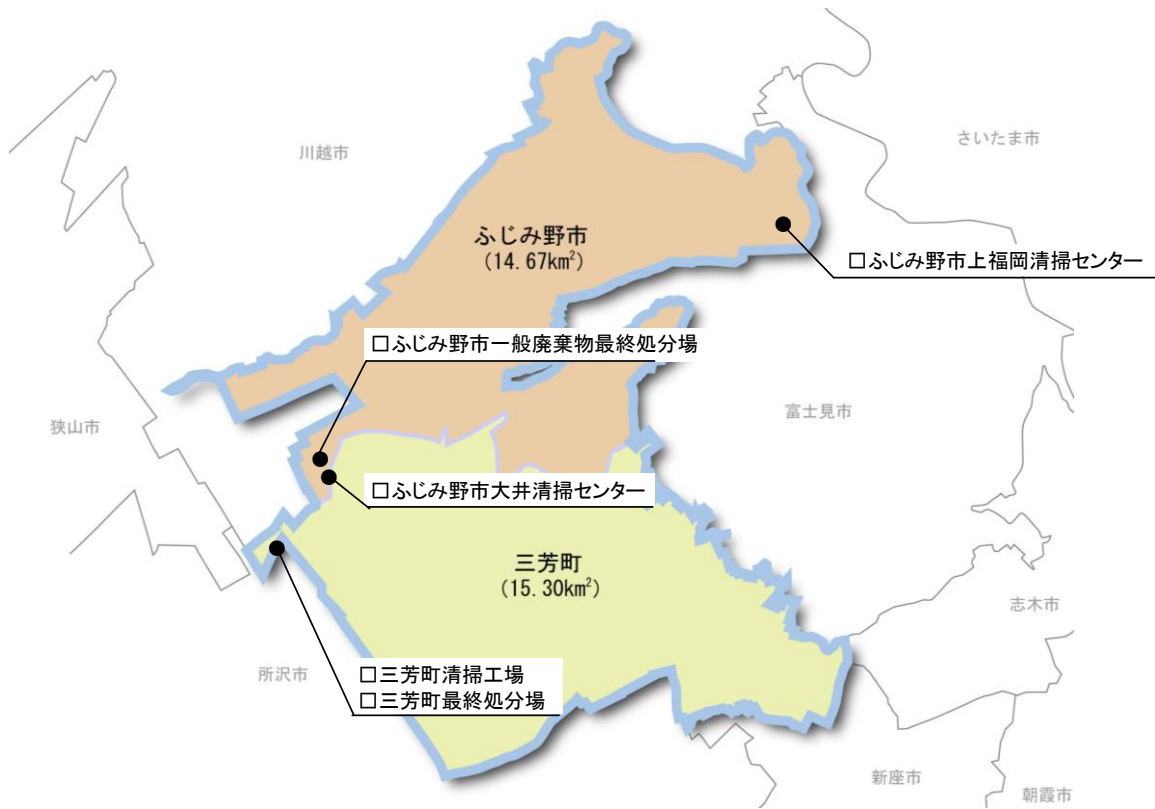 川越市
さいたま市
ふじみ野市
(14.67km²)
□ふじみ野市上福岡清掃センター
□ふじみ野市一般廃棄物最終処分場
富士見市
狭山市
□ふじみ野市大井清掃センター
三芳町
(15.30km²)
志木市
所沢市
□三芳町清掃工場
□三芳町最終処分場
新座市
朝霞市